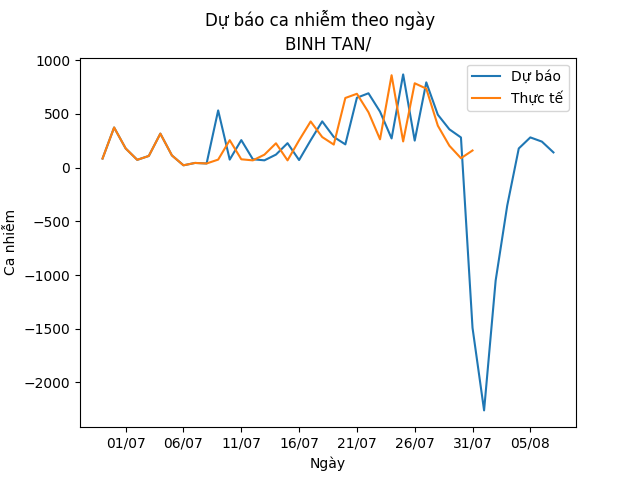 Dự báo ca nhiễm theo ngày
BINH TAN/
Dự báo
Thực tế
1000
500
0
−500
−1000
−1500
−2000
Ca nhiễm
01/07
06/07
11/07
16/07
21/07
26/07
31/07
05/08
Ngày